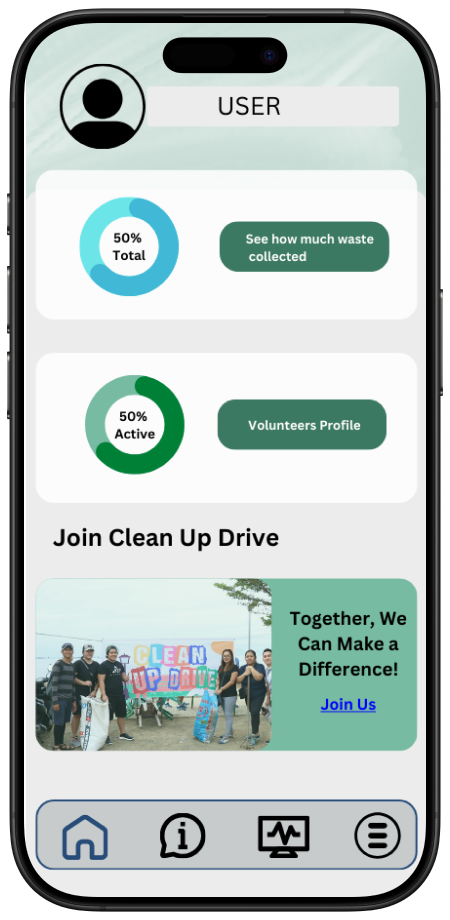 USER
50%
Total
See how much waste
collected
50%
Active
Volunteers Profile
Join Clean Up Drive
CLEAN
UP DRIVE
Together, We
Can Make a
Difference!
Join Us